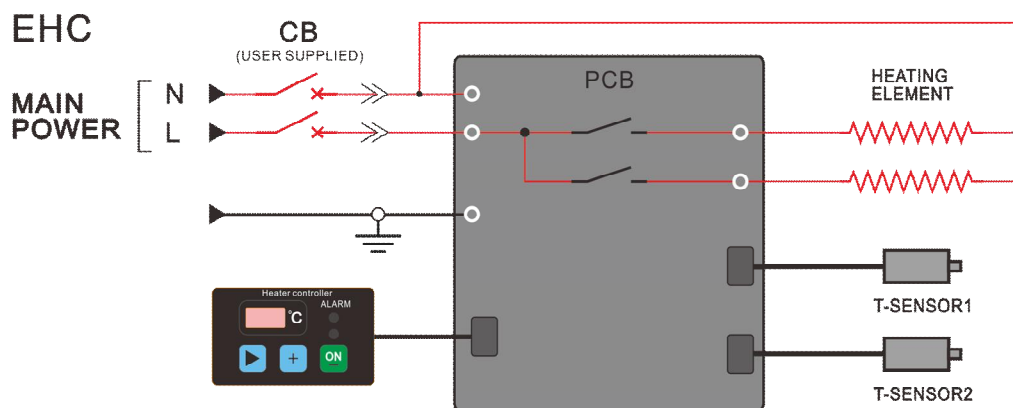 EHC
CB
(USER SUPPLIED)
MAIN
POWER
N
L
PCB
HEATING
ELEMENT
Heater controller
ALARM
°C
+
ON
T-SENSOR1
T-SENSOR2